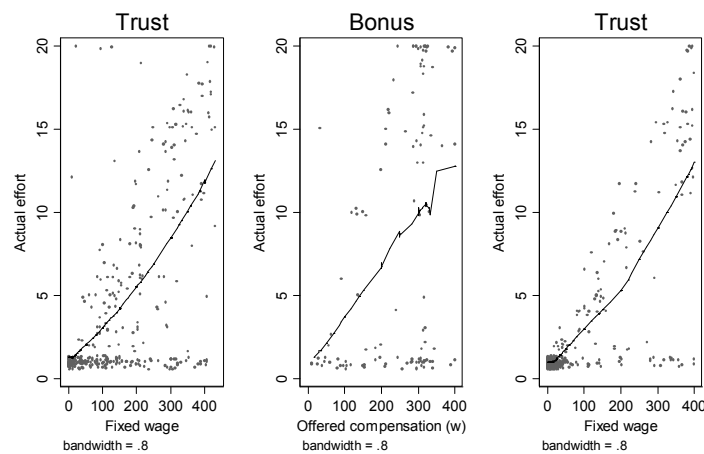 Trust
Actual effort
20
15
10
5
0
0 100 200 300 400
Fixed wage
bandwidth = .8
Bonus
Actual effort
20
15
10
5
0
0 100 200 300 400
Offered compensation (w)
bandwidth = .8
Trust
Actual effort
20
15
10
5
0
0 100 200 300 400
Fixed wage
bandwidth = .8